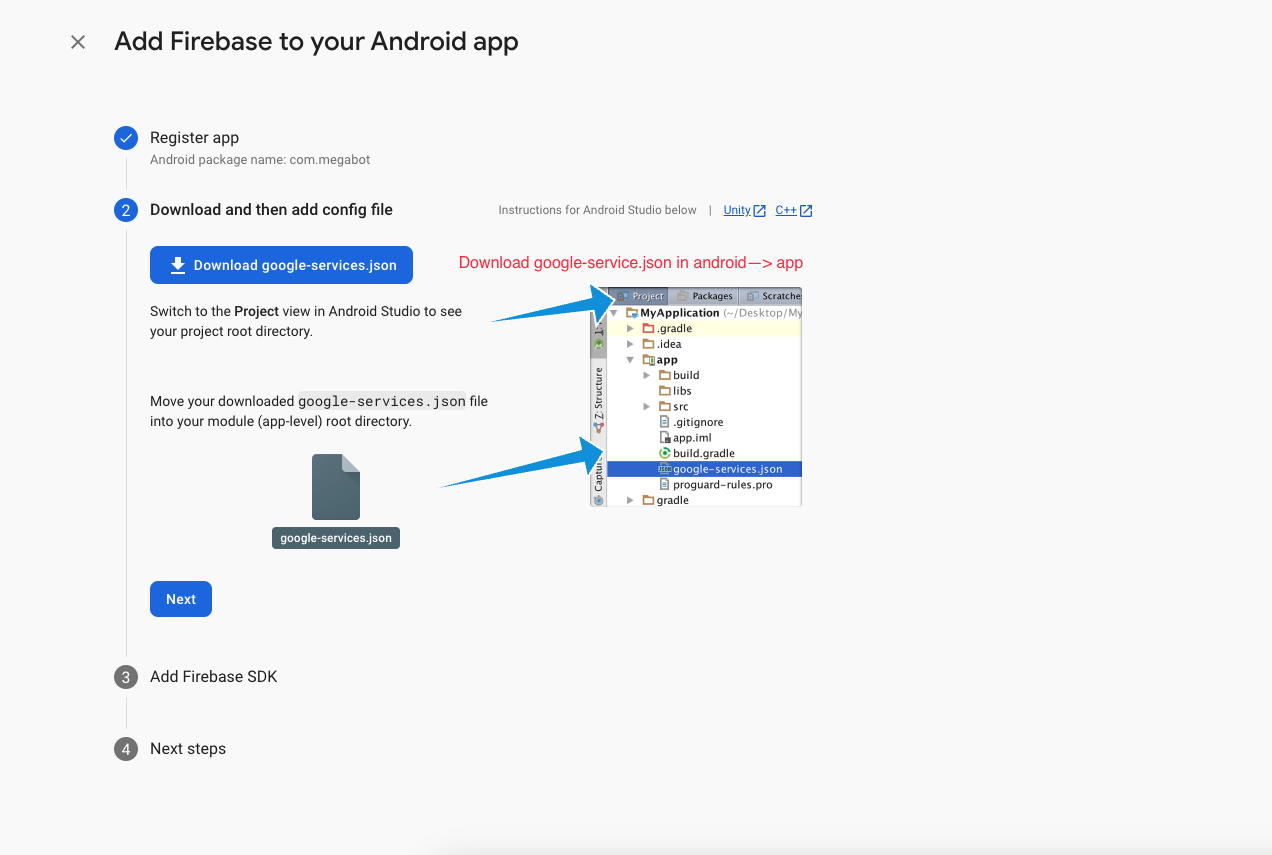 Add Firebase to your Android app
Register app
Android package name: com.megabot
2
Download and then add config file
Instructions for Android Studio below | Unity C++
Download google-services.json
Download google-service.json in android—> app
Switch to the Project view in Android Studio to see
your project root directory.
Project Packages Scratches
MyApplication (~/Desktop/My
.gradle
.idea
app
build
libs
src
.gitignore
app.iml
build.gradle
google-services.json
proguard-rules.pro
gradle
Z: Structure
Move your downloaded google-services.json file
into your module (app-level) root directory.
google-services.json
Next
3
Add Firebase SDK
4
Next steps